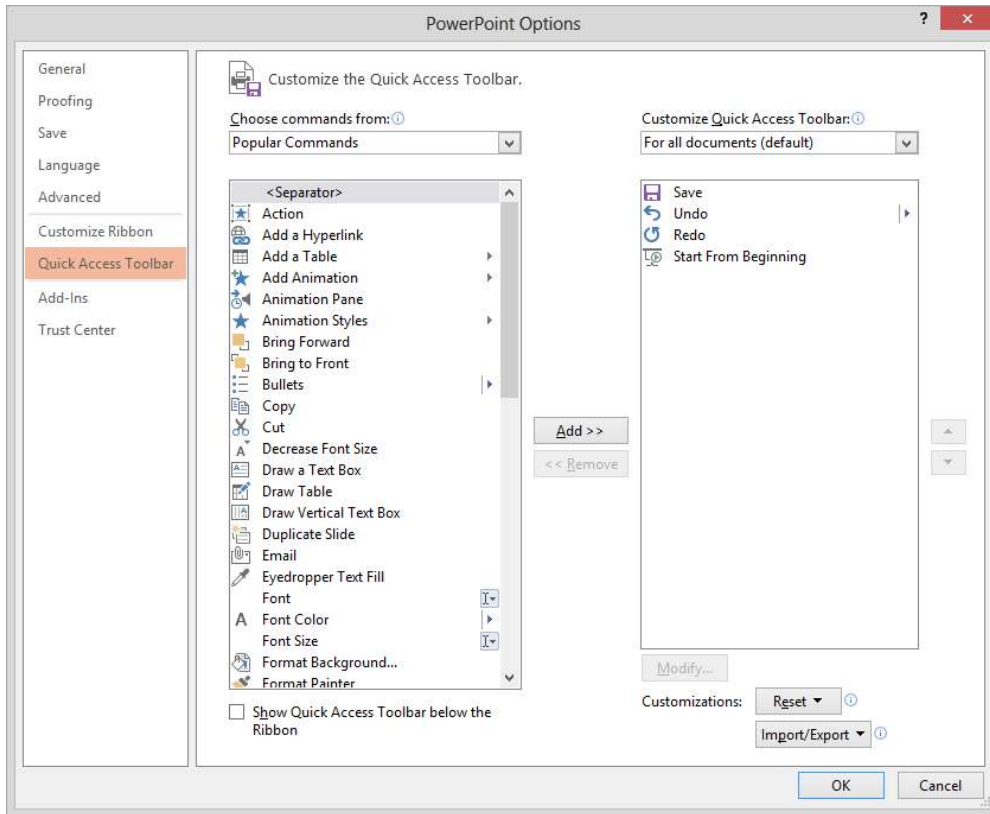 PowerPoint Options
?
×
General
Proofing
Save
Language
Advanced
Customize Ribbon
Quick Access Toolbar
Add-Ins
Trust Center
Customize the Quick Access Toolbar.
Choose commands from:
Popular Commands
<Separator>
Action
Add a Hyperlink
Add a Table
Add Animation
Animation Pane
Animation Styles
Bring Forward
Bring to Front
Bullets
Copy
Cut
Decrease Font Size
Draw a Text Box
Draw Table
Draw Vertical Text Box
Duplicate Slide
Email
Eyedropper Text Fill
Font
Font Color
Font Size
Format Background...
Format Painter
Show Quick Access Toolbar below the
Ribbon
Add >>
<< Remove
Customize Quick Access Toolbar:
For all documents (default)
Save
Undo
Redo
Start From Beginning
Modify...
Customizations:
Reset
Import/Export
OK
Cancel